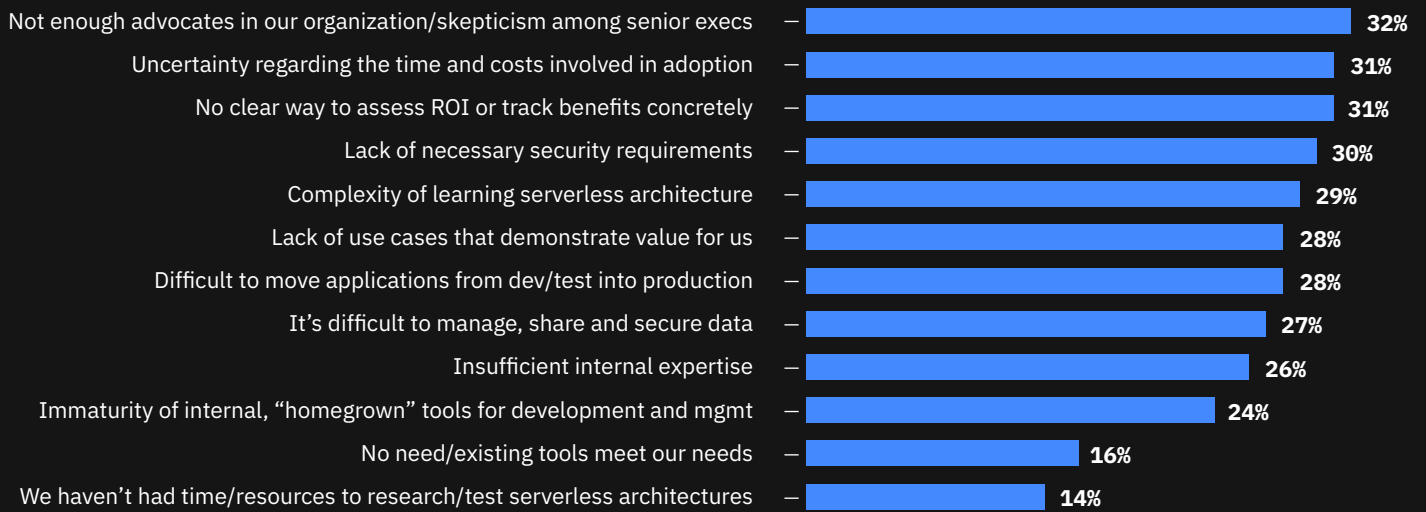 Not enough advocates in our organization/skepticism among senior execs — 32%
Uncertainty regarding the time and costs involved in adoption — 31%
No clear way to assess ROI or track benefits concretely — 31%
Lack of necessary security requirements — 30%
Complexity of learning serverless architecture — 29%
Lack of use cases that demonstrate value for us — 28%
Difficult to move applications from dev/test into production — 28%
It’s difficult to manage, share and secure data — 27%
Insufficient internal expertise — 26%
Immaturity of internal, “homegrown” tools for development and mgmt — 24%
No need/existing tools meet our needs — 16%
We haven’t had time/resources to research/test serverless architectures — 14%